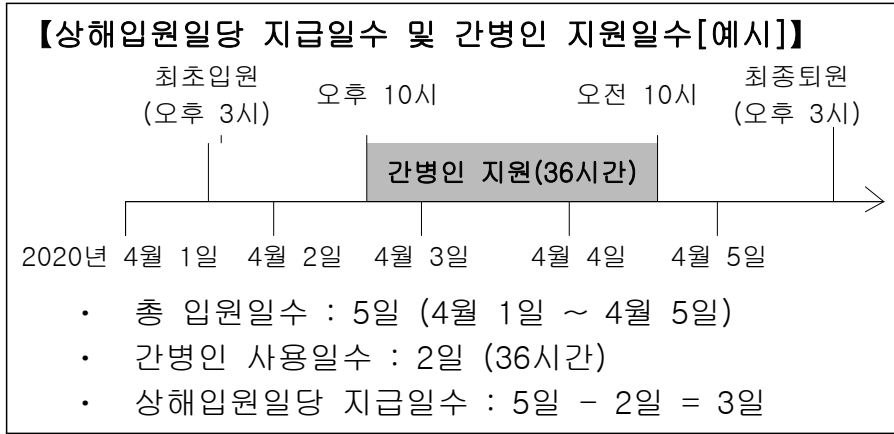 【상해입원일당 지급일수 및 간병인 지원일수[예시]】
최초입원
(오후 3시)
오후 10시
오전 10시
최종퇴원
(오후 3시)
간병인 지원(36시간)
2020년 4월 1일 4월 2일 4월 3일 4월 4일 4월 5일
· 총 입원일수 : 5일 (4월 1일 ~ 4월 5일)
· 간병인 사용일수 : 2일 (36시간)
· 상해입원일당 지급일수 : 5일 - 2일 = 3일